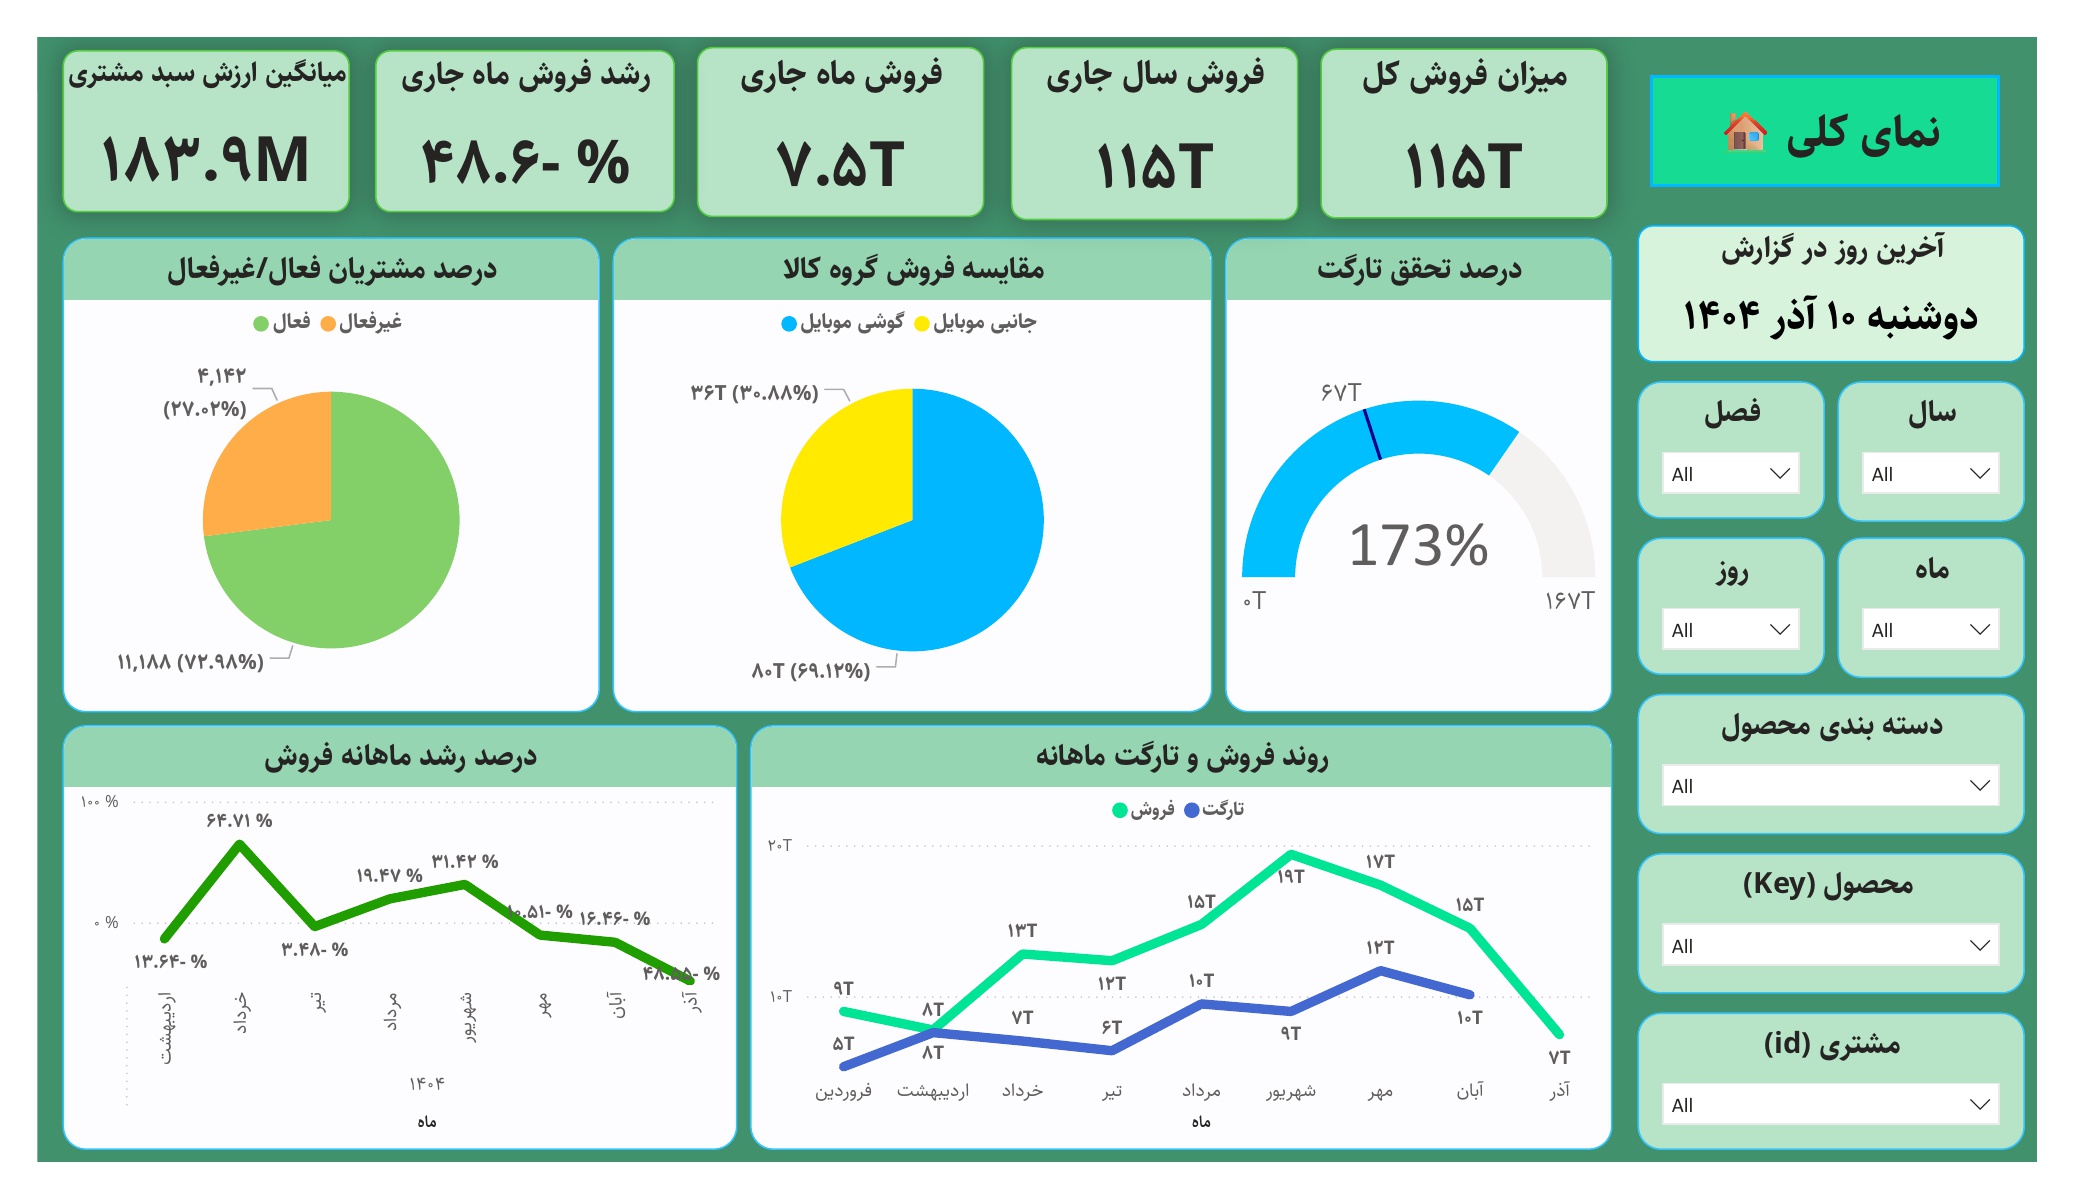 نمای کلی 🏠
میزان فروش کل
۱۱۵T
فروش سال جاری
۱۱۵T
فروش ماه جاری
۷.۵T
رشد فروش ماه جاری
۴۸.۶- %
میانگین ارزش سبد مشتری
۱۸۳.۹M
آخرین روز در گزارش
دوشنبه ۱۰ آذر ۱۴۰۴
سال
All
فصل
All
ماه
All
روز
All
دسته بندی محصول
All
محصول (Key)
All
مشتری (id)
All
درصد تحقق تارگت
۶۷T
173%
۰T
۱۶۷T
مقایسه فروش گروه کالا
جانبی موبایل
گوشی موبایل
۳۶T (۳۰.۸۸%)
۸۰T (۶۹.۱۲%)
درصد مشتریان فعال/غیرفعال
غیرفعال
فعال
۴,۱۴۲
(۲۷.۰۲%)
۱۱,۱۸۸ (۷۲.۹۸%)
روند فروش و تارگت ماهانه
تارگت
فروش
۲۰T
۱۰T
۹T
۸T
۱۳T
۱۲T
۱۵T
۱۹T
۱۷T
۱۵T
۷T
۵T
۸T
۷T
۶T
۱۰T
۹T
۱۲T
۱۰T
فروردین
اردیبهشت
خرداد
تیر
مرداد
شهریور
مهر
آبان
آذر
ماه
درصد رشد ماهانه فروش
۱۰۰ %
۰ %
۱۳.۶۴- %
۶۴.۷۱ %
۳.۴۸- %
۱۹.۴۷ %
۳۱.۴۲ %
۱۰.۵۱- %
۱۶.۴۶- %
اردیبهشت
خرداد
تیر
مرداد
شهریور
مهر
آبان
آذر
۱۴۰۴
ماه